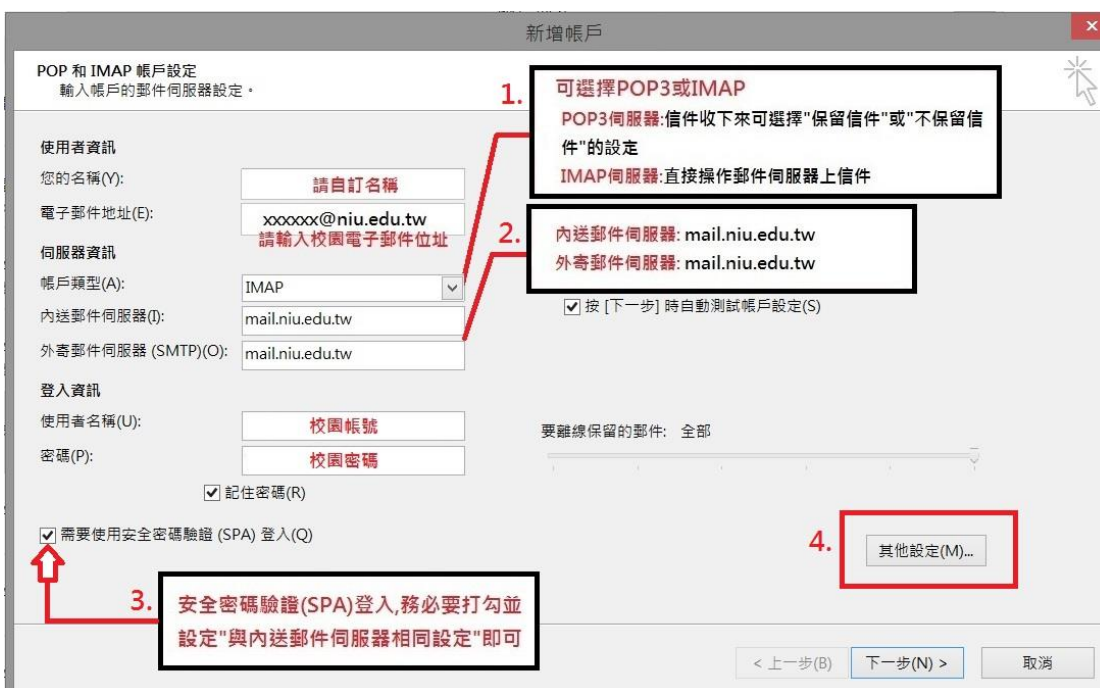 新增帳戶
POP 和 IMAP 帳戶設定
輸入帳戶的郵件伺服器設定。
1.
可選擇POP3或IMAP
POP3伺服器:信件收下來可選擇"保留信件"或"不保留信
件"的設定
IMAP伺服器:直接操作郵件伺服器上信件
使用者資訊
您的名稱(Y):
請自訂名稱
電子郵件地址(E):
xxxxxx@niu.edu.tw
請輸入校園電子郵件位址
2.
內送郵件伺服器: mail.niu.edu.tw
外寄郵件伺服器: mail.niu.edu.tw
伺服器資訊
帳戶類型(A):
IMAP
按 [下一步] 時自動測試帳戶設定(S)
內送郵件伺服器(I):
mail.niu.edu.tw
外寄郵件伺服器 (SMTP)(O):
mail.niu.edu.tw
登入資訊
使用者名稱(U):
校園帳號
要離線保留的郵件: 全部
密碼(P):
校園密碼
記住密碼(R)
需要使用安全密碼驗證 (SPA) 登入(Q)
4.
其他設定(M)...
3.
安全密碼驗證(SPA)登入,務必要打勾並
設定"與內送郵件伺服器相同設定"即可
< 上一步(B)
下一步(N) >
取消